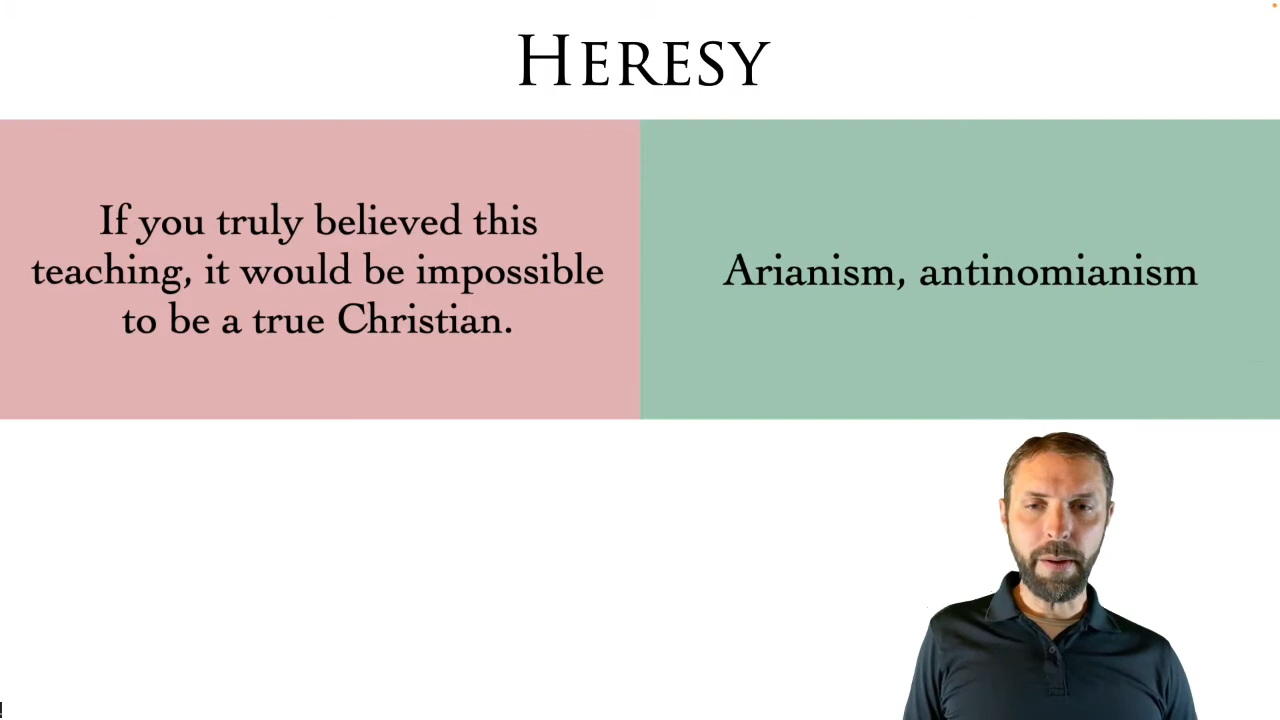 HERESY
If you truly believed this
teaching, it would be impossible
to be a true Christian.
Arianism, antinomianism